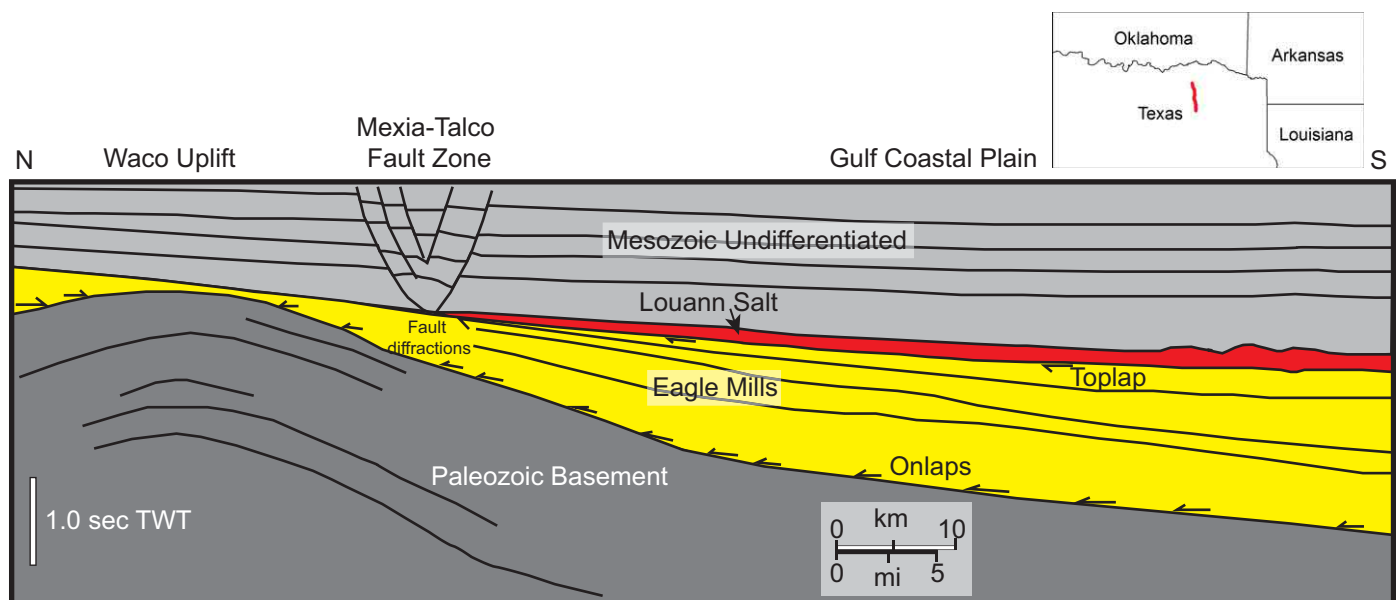 Oklahoma
Arkansas
Texas
Louisiana
N
Waco Uplift
Mexia-Talco
Fault Zone
Gulf Coastal Plain
S
Mesozoic Undifferentiated
Louann Salt
Fault
diffractions
Eagle Mills
Toplap
Onlaps
Paleozoic Basement
1.0 sec TWT
km
0 10
0 5
mi